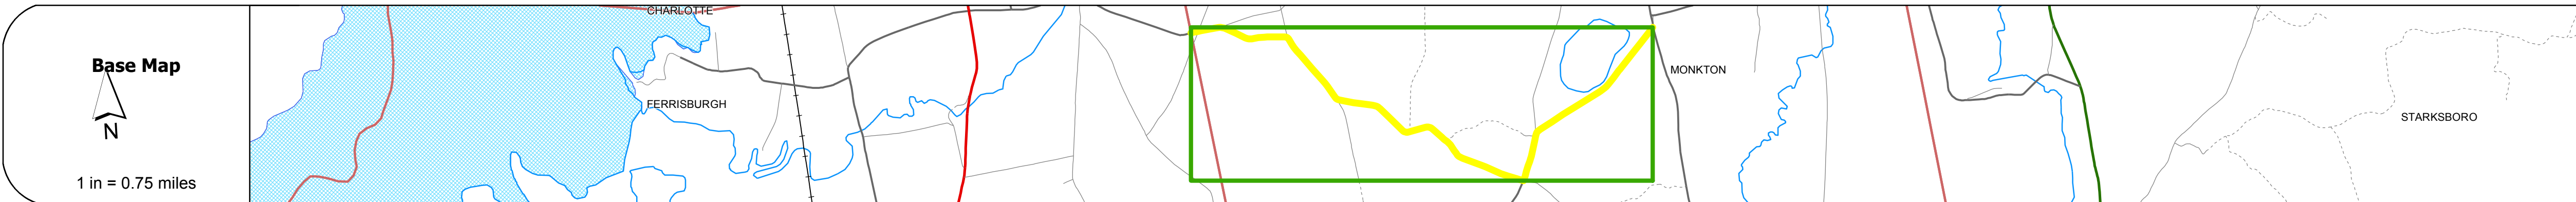 Base Map
N
1 in = 0.75 miles
CHARLOTTE
FERRISBURGH
MONKTON
STARKSBORO